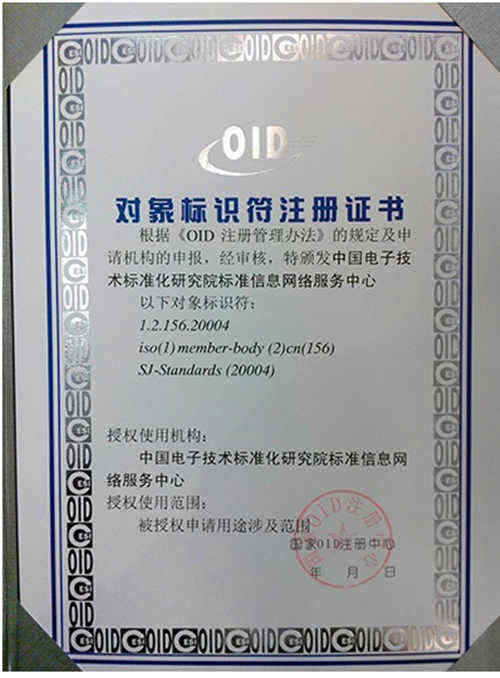 OID
对象标识符注册证书
根据《OID 注册管理办法》的规定及申
请机构的申报，经审核，特颁发中国电子技
术标准化研究院标准信息网络服务中心
以下对象标识符：
1.2.156.20004
iso(1) member-body (2)cn(156)
SJ-Standards (20004)
授权使用机构：
中国电子技术标准化研究院标准信息网
络服务中心
授权使用范围：
被授权申请用途涉及范围
国家OID注册中心
年 月 日